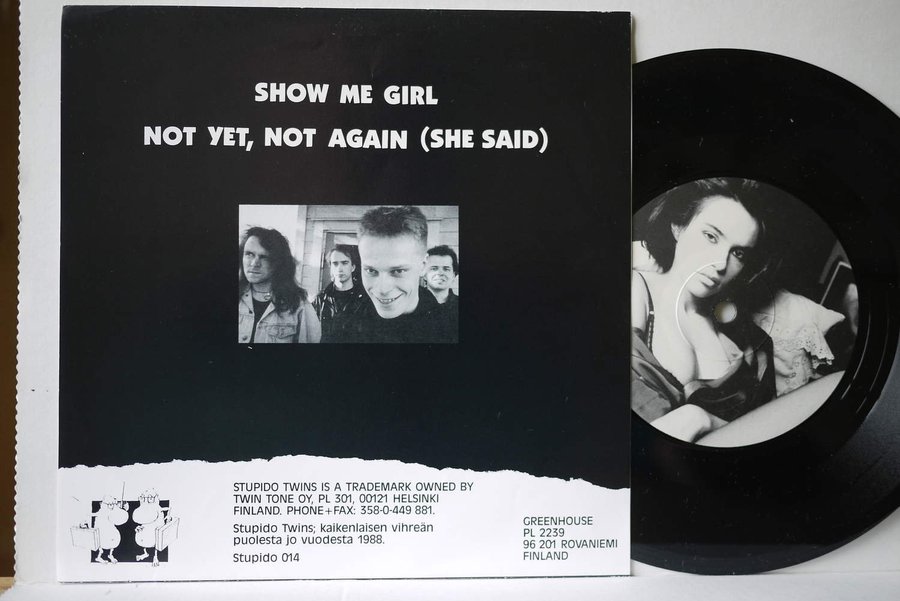 SHOW ME GIRL
NOT YET, NOT AGAIN (SHE SAID)
STUPIDO TWINS IS A TRADEMARK OWNED BY
TWIN TONE OY, PL 301, 00121 HELSINKI
FINLAND. PHONE+FAX: 358-0-449 881.
Stupido Twins; kaikenlaisen vihreän
puolesta jo vuodesta 1988.
Stupido 014
GREENHOUSE
PL 2239
96 201 ROVANIEMI
FINLAND